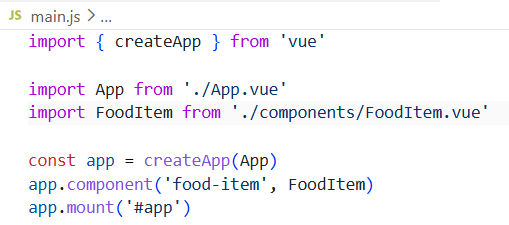 JS main.js > ...
import { createApp } from 'vue'
import App from './App.vue'
import FoodItem from './components/FoodItem.vue'
const app = createApp(App)
app.component('food-item', FoodItem)
app.mount('#app')